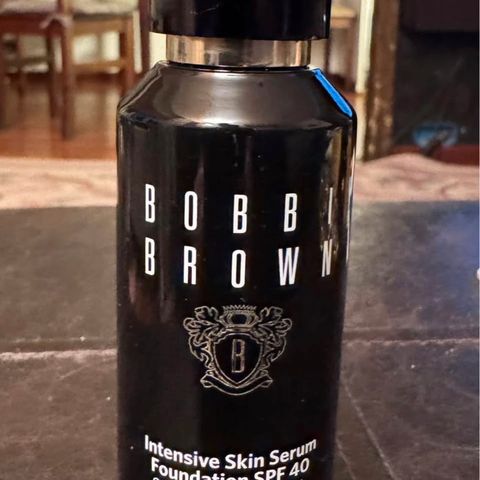 BOBBI
BROWN
B
Intensive Skin Serum
Foundation SPF 40